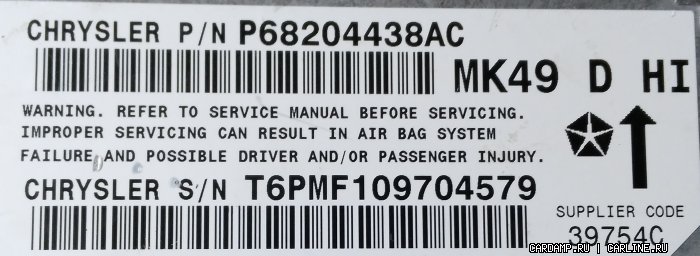 CHRYSLER P/N P68204438AC
MK49 D HI
WARNING. REFER TO SERVICE MANUAL BEFORE SERVICING.
IMPROPER SERVICING CAN RESULT IN AIR BAG SYSTEM
FAILURE AND POSSIBLE DRIVER AND/OR PASSENGER INJURY.
CHRYSLER S/N T6PMF109704579
SUPPLIER CODE
39754C
CARDAMP.RU | CARLINE.RU